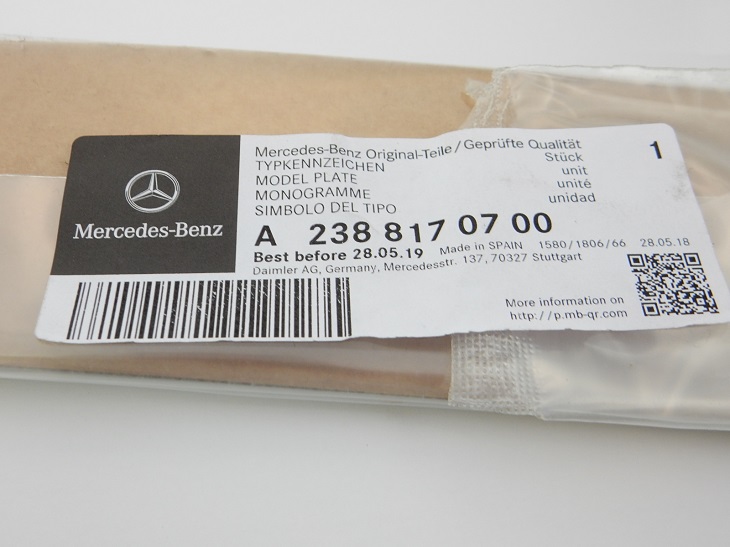 Mercedes-Benz
Mercedes-Benz Original-Teile/Geprüfte Qualität
TYPKENNZEICHEN Stück 1
MODEL PLATE unit
MONOGRAMME unité
SIMBOLO DEL TIPO unidad
A 238 817 07 00
Best before 28.05.19 Made in SPAIN 1580/1806/66 28.05.18
Daimler AG, Germany, Mercedesstr. 137, 70327 Stuttgart
More information on
http://p.mb-qr.com